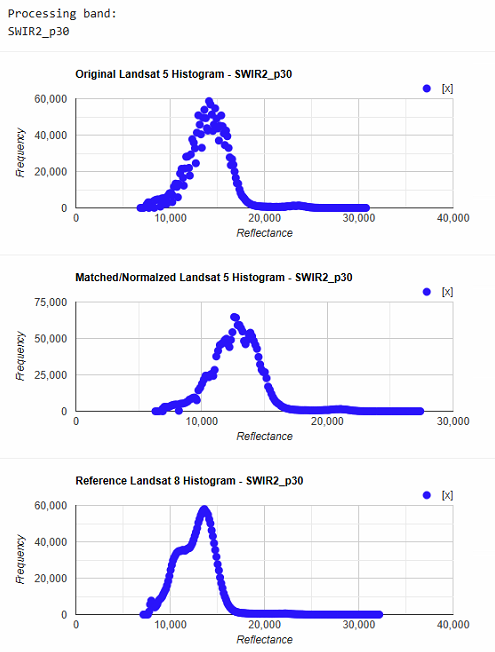 Processing band:
SWIR2_p30
Original Landsat 5 Histogram - SWIR2_p30
[x]
60,000
40,000
20,000
0
Frequency
0 10,000 20,000 30,000 40,000
Reflectance
Matched/Normalzed Landsat 5 Histogram - SWIR2_p30
[x]
75,000
50,000
25,000
0
Frequency
0 10,000 20,000 30,000
Reflectance
Reference Landsat 8 Histogram - SWIR2_p30
[x]
60,000
40,000
20,000
0
Frequency
0 10,000 20,000 30,000 40,000
Reflectance